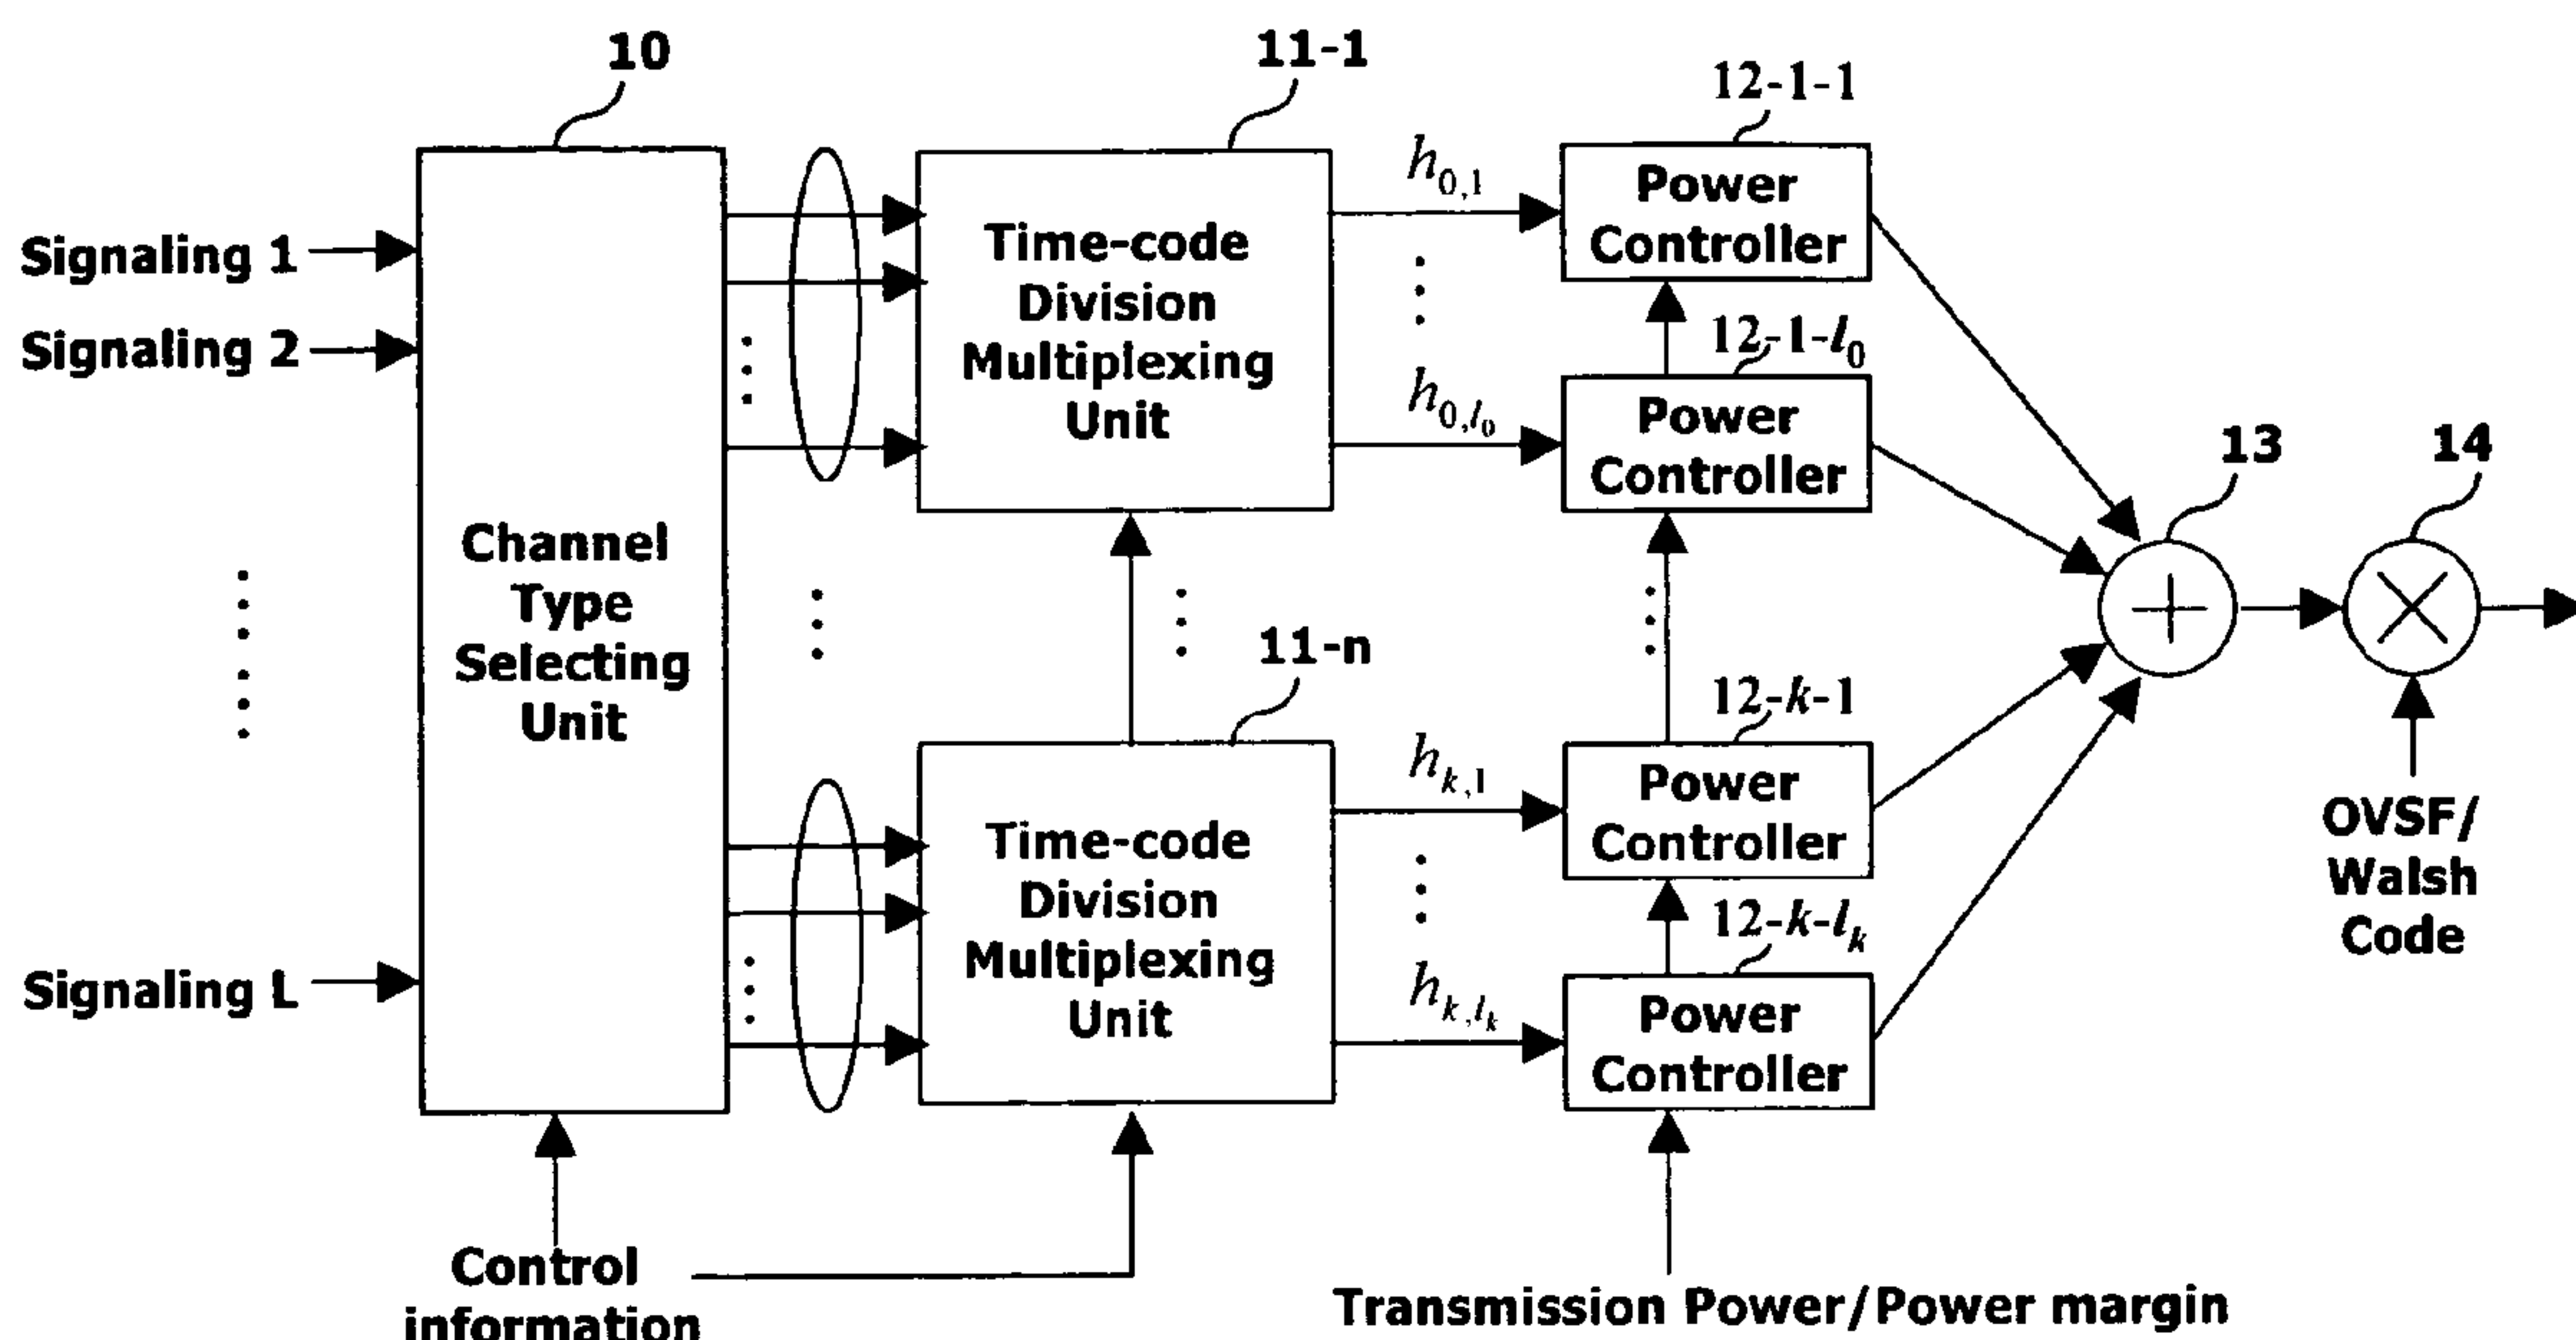 10
11-1
12-1-1
Signaling 1
Signaling 2
Signaling L
Channel
Type
Selecting
Unit
Time-code
Division
Multiplexing
Unit
h0,1
h0,l0
Power
Controller
12-1-l0
Power
Controller
11-n
Time-code
Division
Multiplexing
Unit
hk,1
hk,lk
12-k-1
Power
Controller
12-k-lk
Power
Controller
13
14
OVSF/
Walsh
Code
Control
information
Transmission Power/Power margin